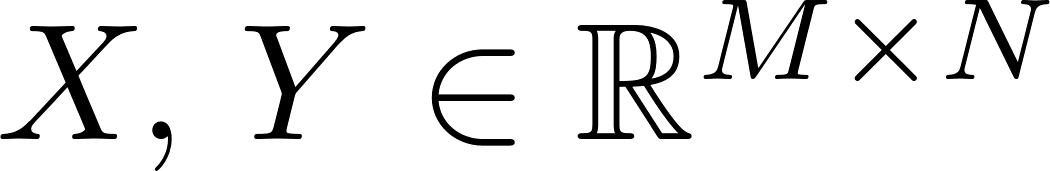 X, Y ∈ ℝ^{M×N}